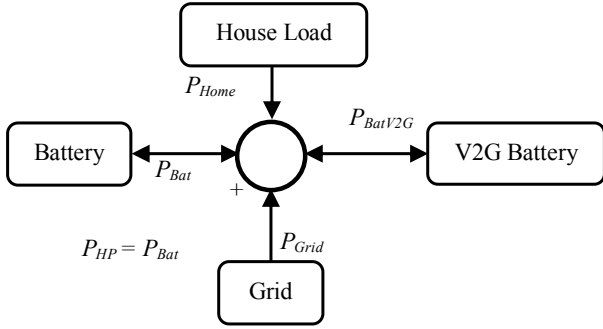 House Load
P_Home
P_BatV2G
Battery
V2G Battery
P_Bat
+
P_HP = P_Bat
P_Grid
Grid